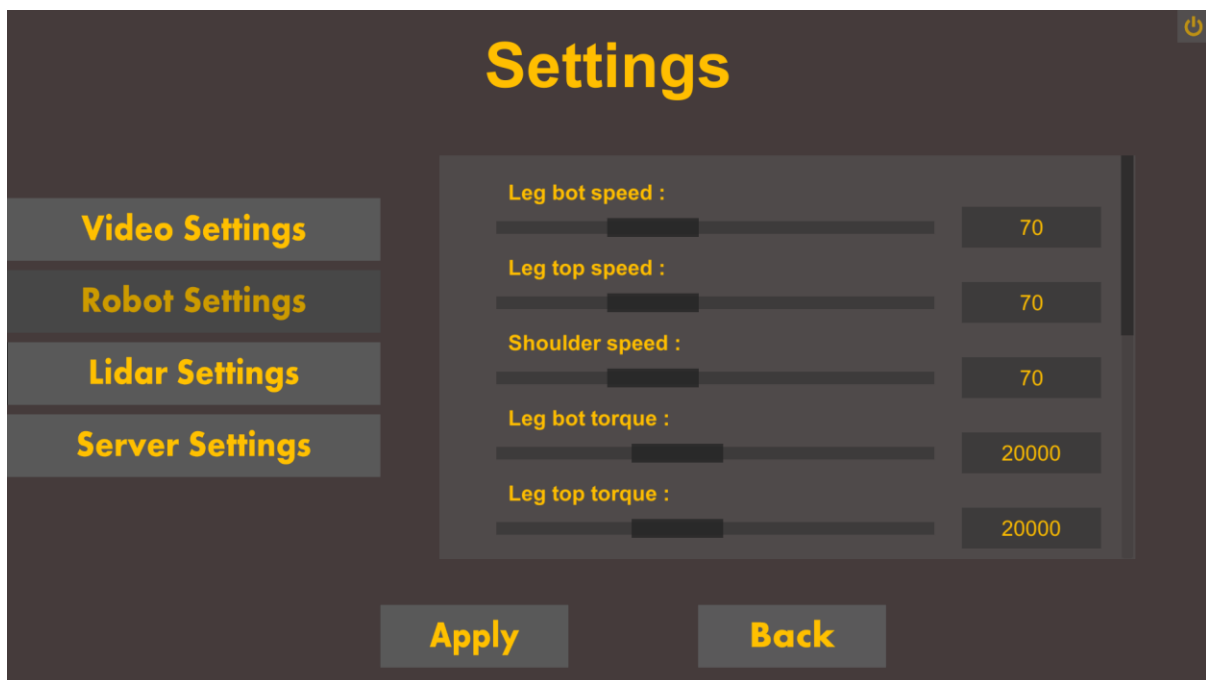 Settings
Video Settings
Robot Settings
Lidar Settings
Server Settings
Leg bot speed :
70
Leg top speed :
70
Shoulder speed :
70
Leg bot torque :
20000
Leg top torque :
20000
Apply
Back